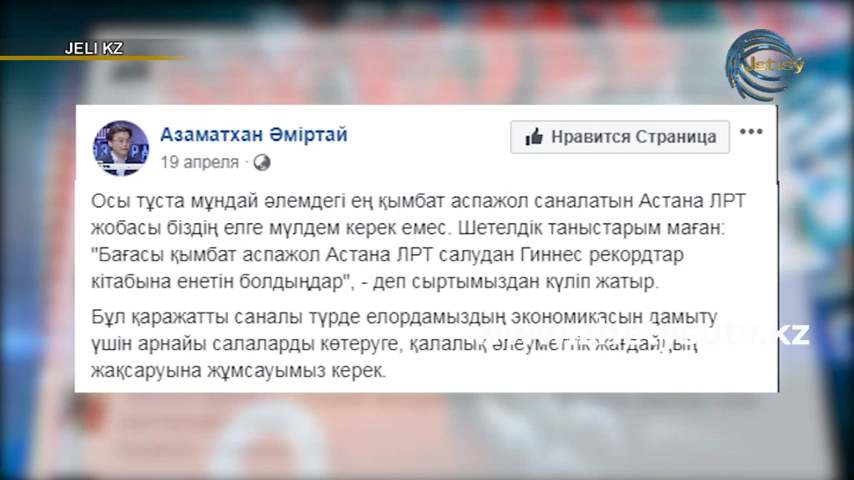 JELI KZ
Jetisý
Азаматхан Әміртай
Нравится Страница
19 апреля
Осы тұста мұндай әлемдегі ең қымбат аспажол саналатын Астана ЛРТ
жобасы біздің елге мүлдем керек емес. Шетелдік таныстарым маған:
"Бағасы қымбат аспажол Астана ЛРТ салудан Гиннес рекордтар
кітабына енетін болдыңдар", - деп сыртымыздан күліп жатыр.
Бұл қаражатты саналы түрде елордамыздың экономикасын дамыту
үшін арнайы салаларды көтеруге, қалалық әлеуметтік жағдайдың
.kz
жақсаруына жұмсауымыз керек.